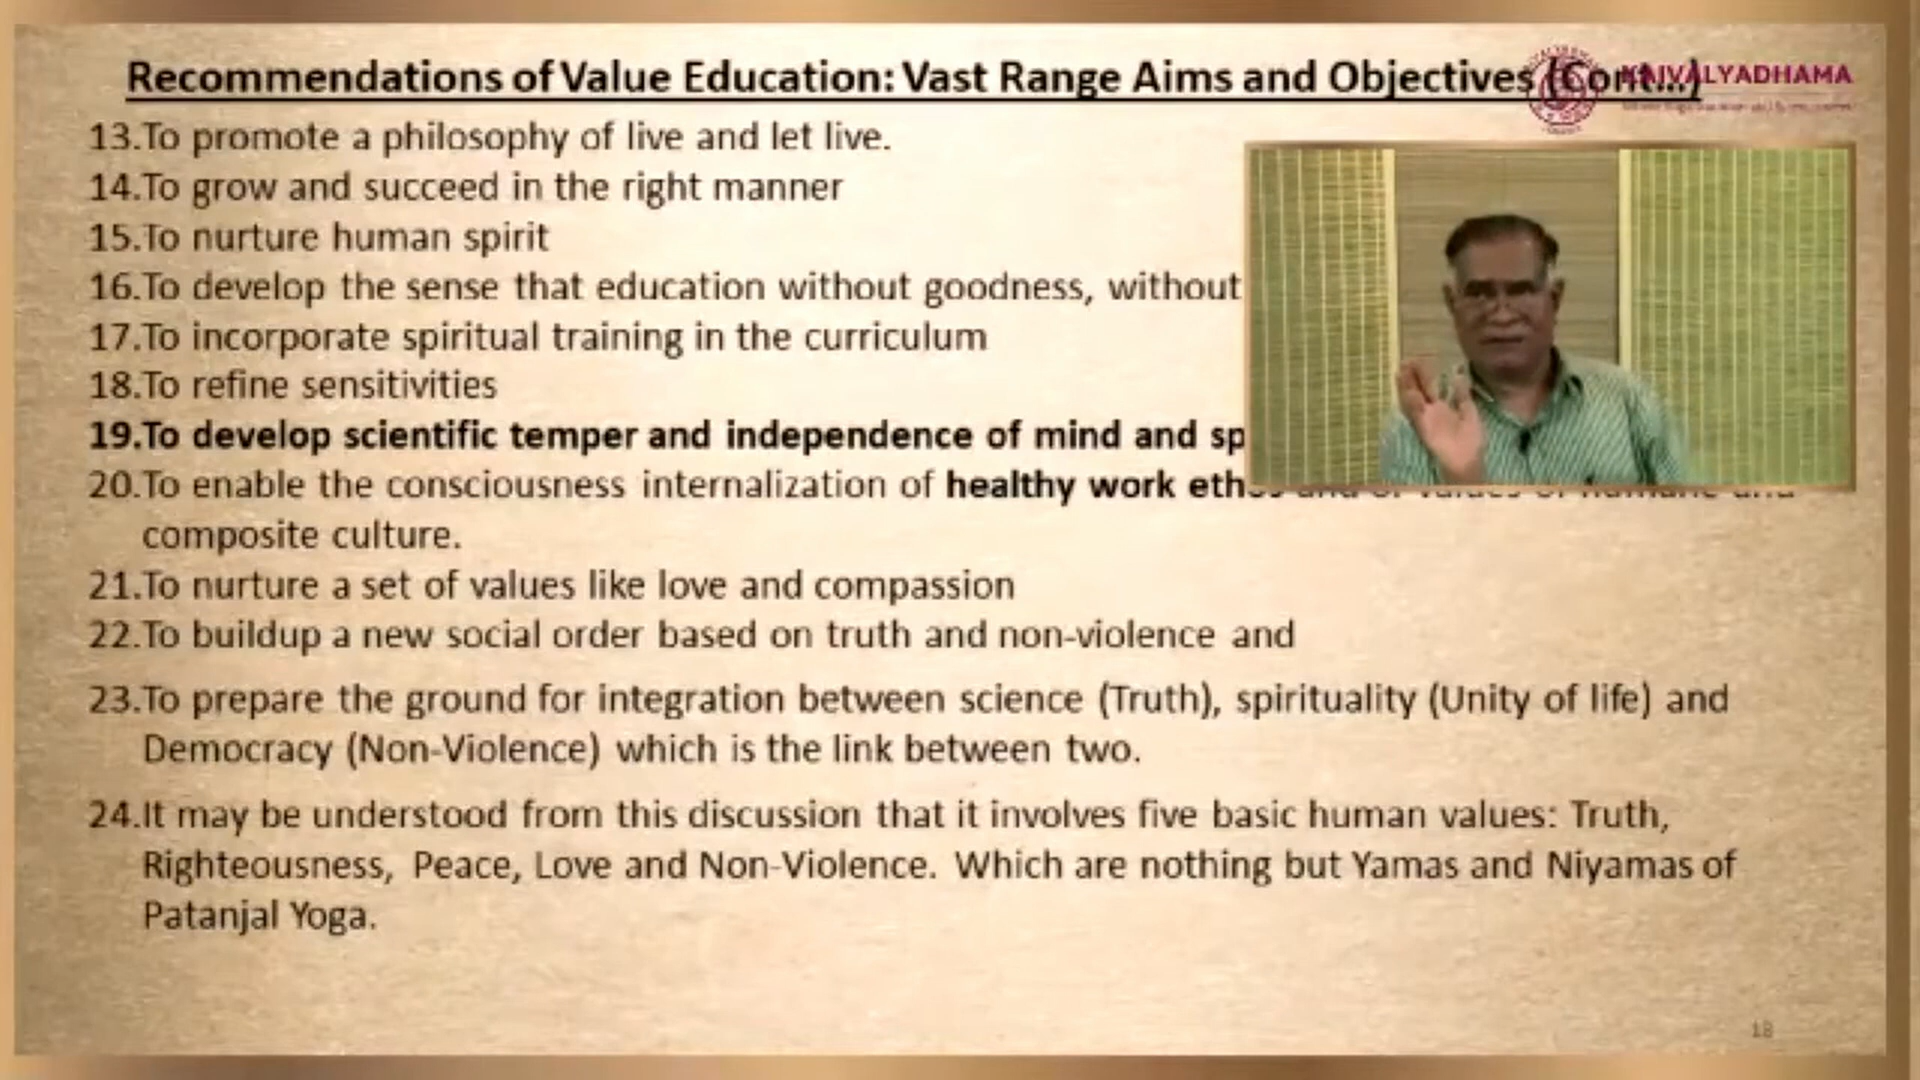 Recommendations of Value Education: Vast Range Aims and Objectives (Cont...)
KAIVALYADHAMA
13.To promote a philosophy of live and let live.
14.To grow and succeed in the right manner
15.To nurture human spirit
16.To develop the sense that education without goodness, without
17.To incorporate spiritual training in the curriculum
18.To refine sensitivities
19.To develop scientific temper and independence of mind and sp
20.To enable the consciousness internalization of healthy work
composite culture.
21.To nurture a set of values like love and compassion
22.To buildup a new social order based on truth and non-violence and
23.To prepare the ground for integration between science (Truth), spirituality (Unity of life) and
Democracy (Non-Violence) which is the link between two.
24.It may be understood from this discussion that it involves five basic human values: Truth,
Righteousness, Peace, Love and Non-Violence. Which are nothing but Yamas and Niyamas of
Patanjal Yoga.
18